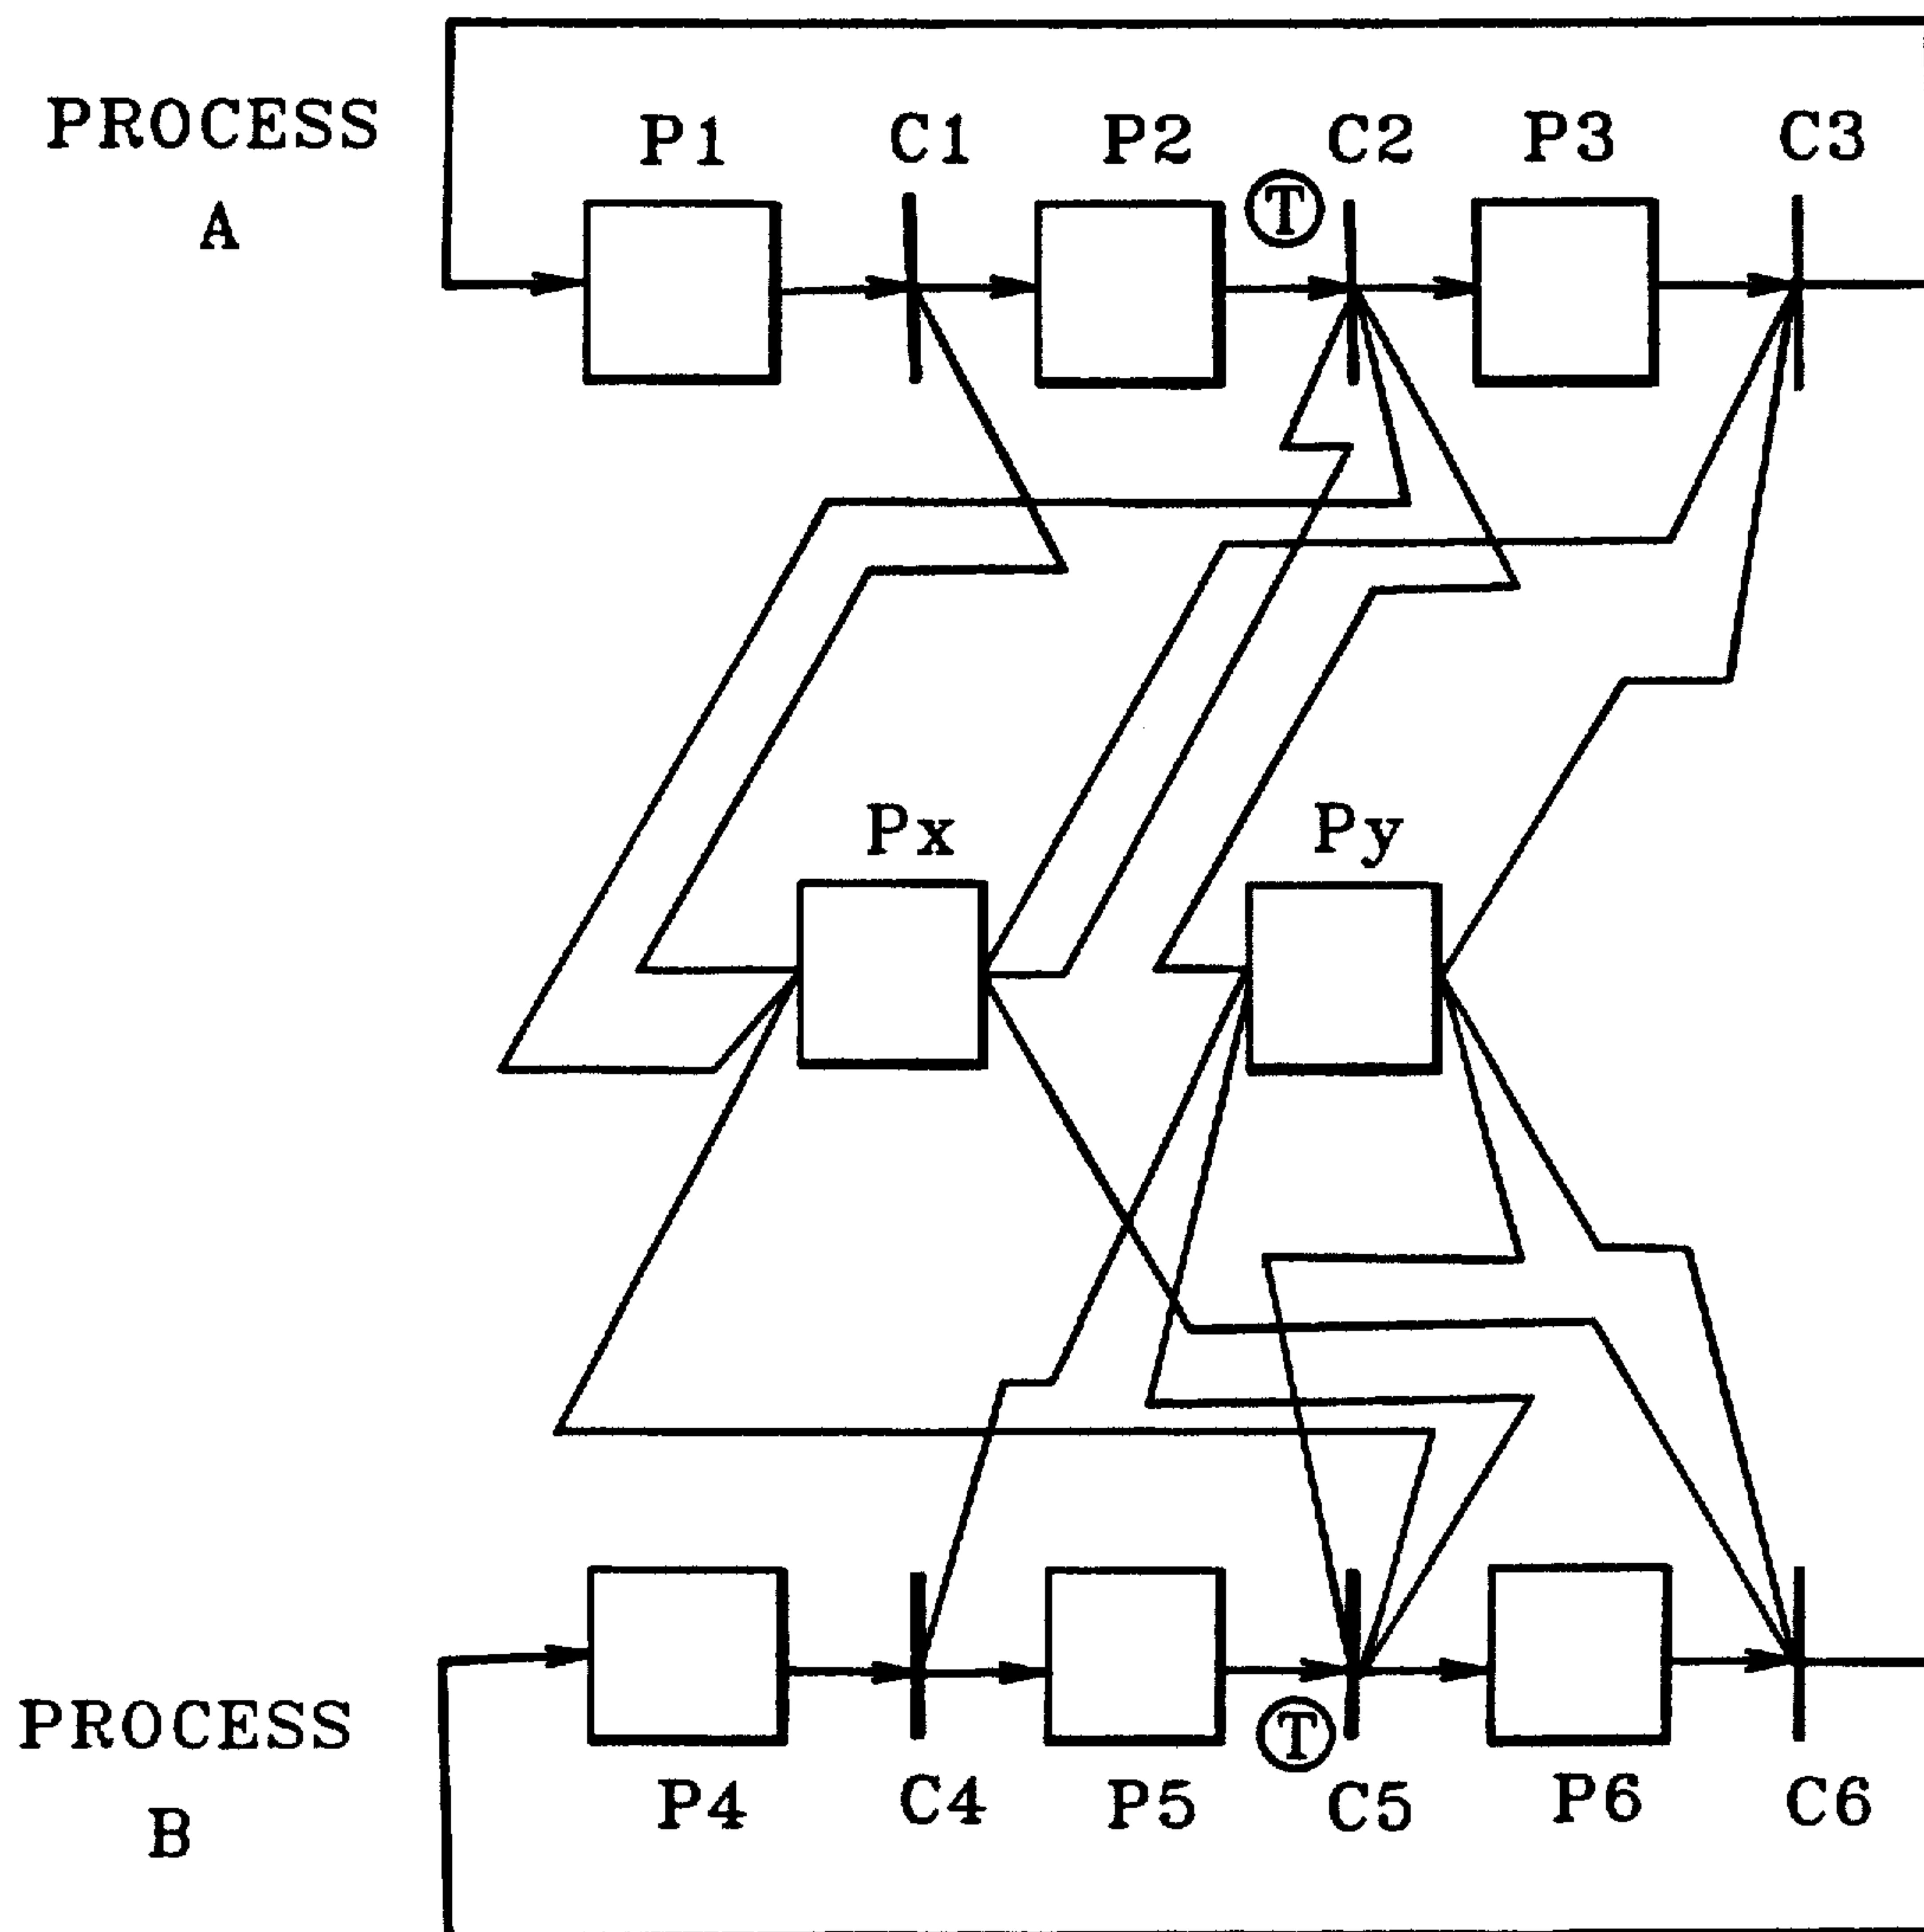 PROCESS
A
P1 C1 P2 C2 P3 C3
T
Px Py
T
PROCESS
B
P4 C4 P5 C5 P6 C6